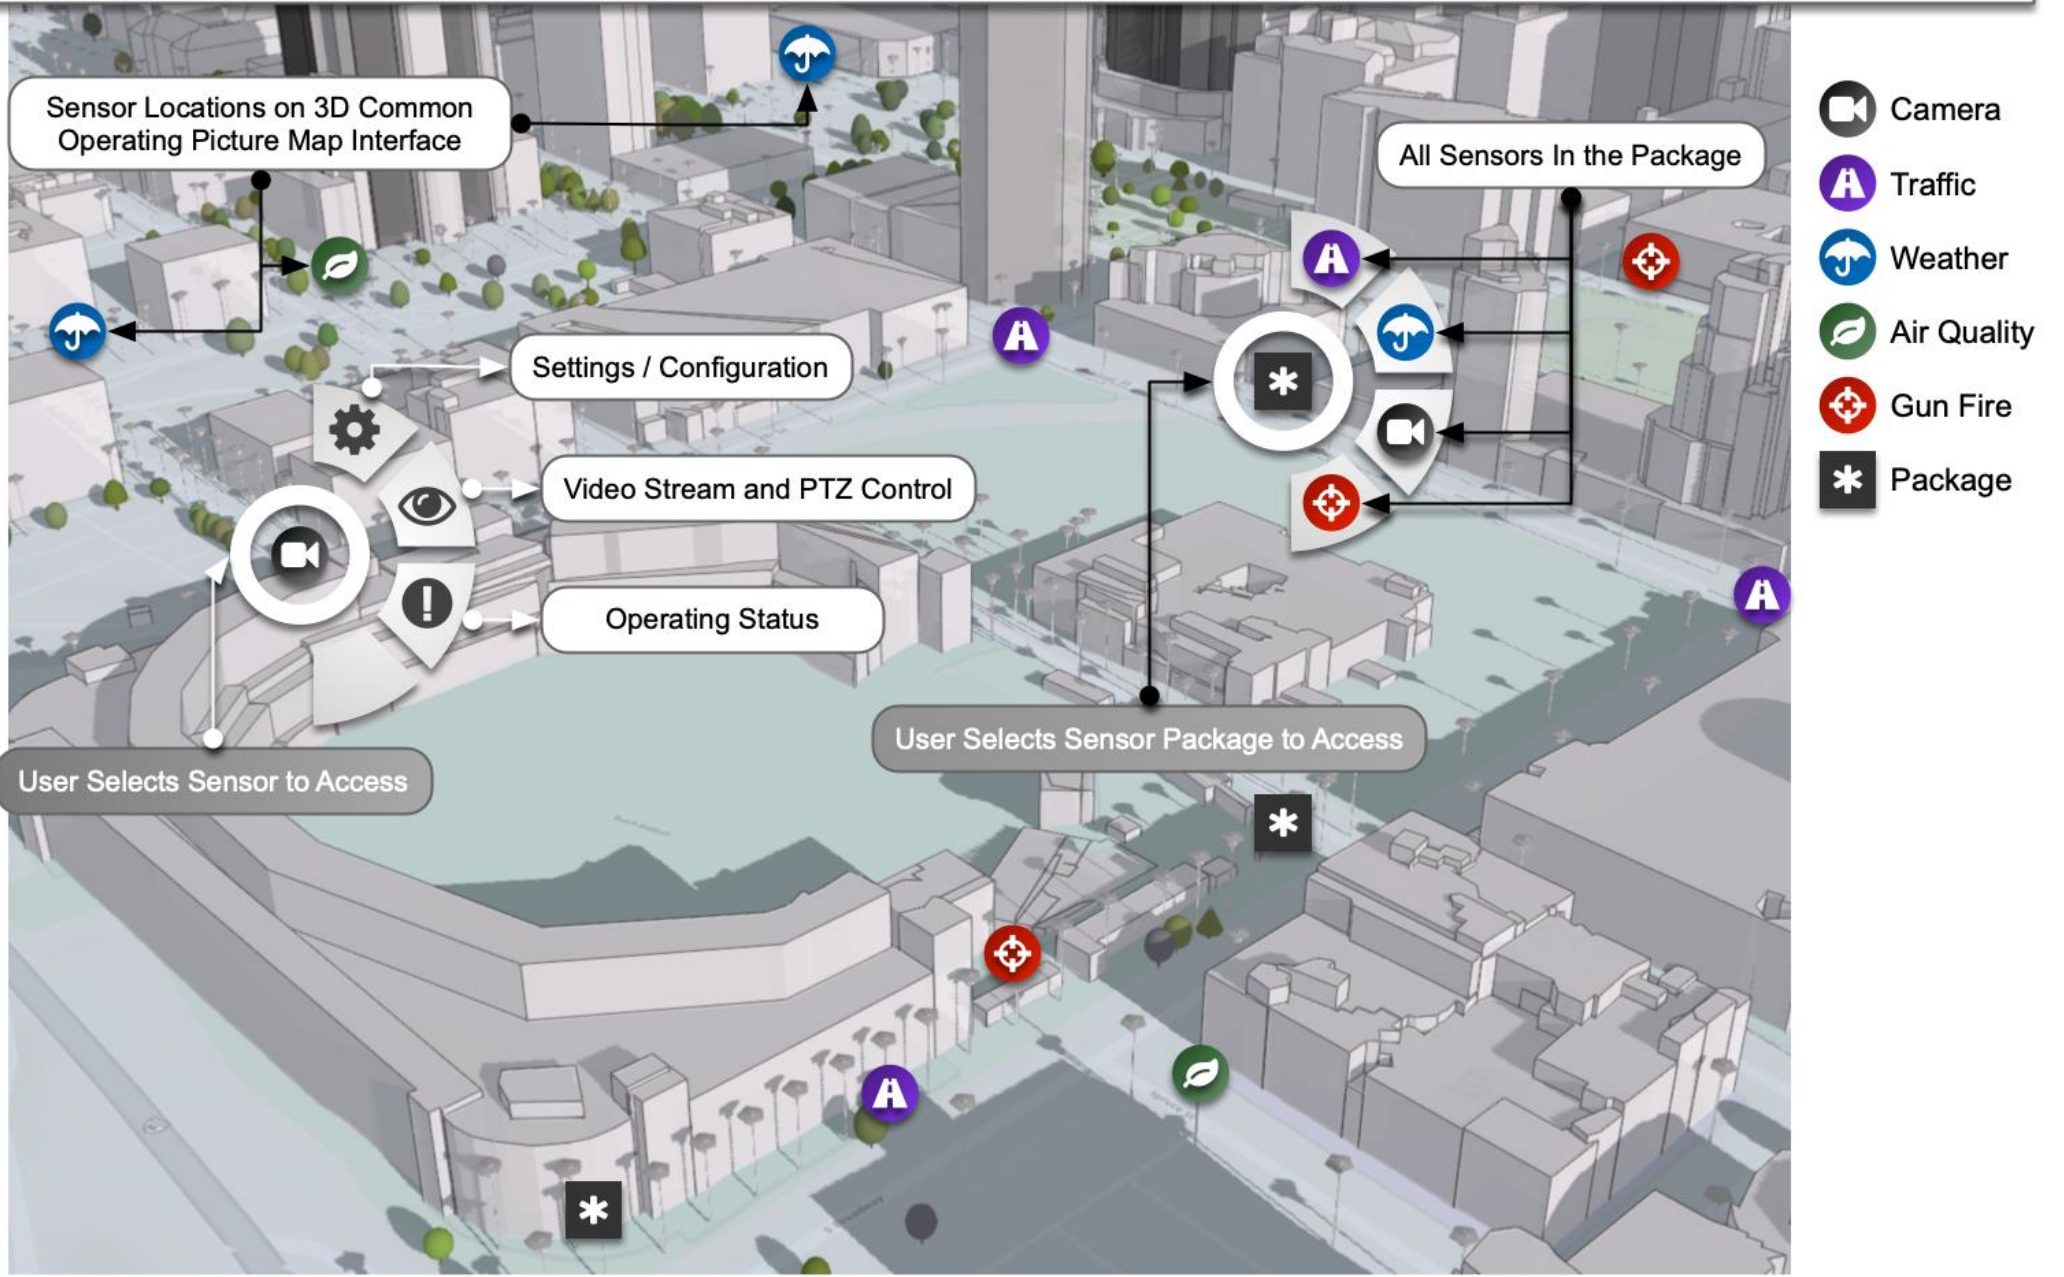 Sensor Locations on 3D Common
Operating Picture Map Interface
All Sensors In the Package
Settings / Configuration
Video Stream and PTZ Control
Operating Status
User Selects Sensor Package to Access
User Selects Sensor to Access
Camera
Traffic
Weather
Air Quality
Gun Fire
Package